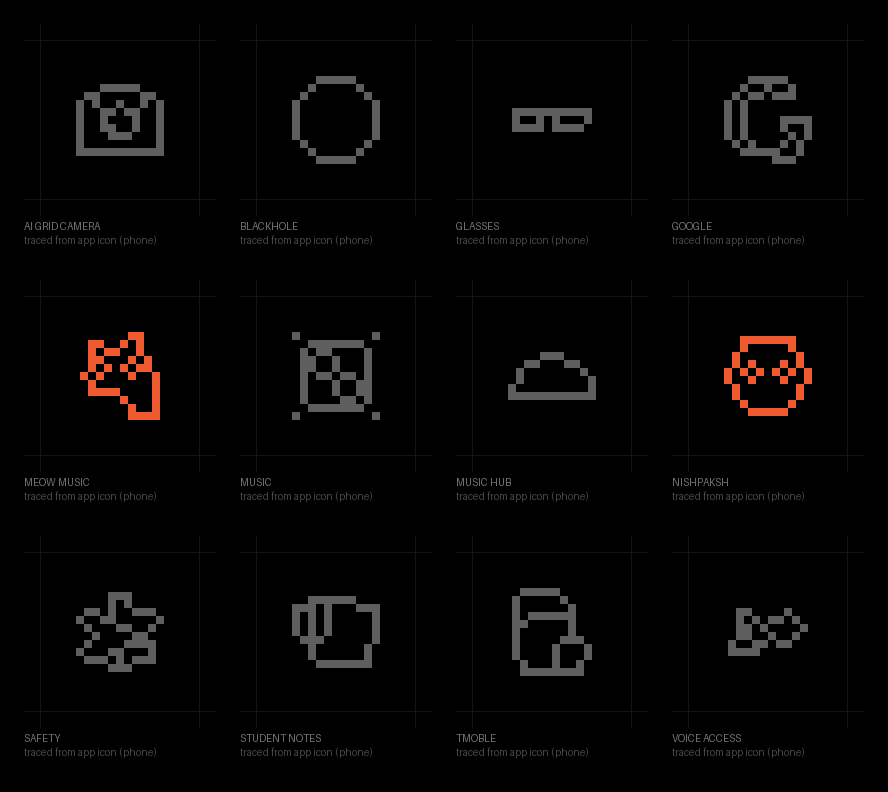 AI GRID CAMERA
traced from app icon (phone)
BLACKHOLE
traced from app icon (phone)
GLASSES
traced from app icon (phone)
GOOGLE
traced from app icon (phone)
MEOW MUSIC
traced from app icon (phone)
MUSIC
traced from app icon (phone)
MUSIC HUB
traced from app icon (phone)
NISHPAKSH
traced from app icon (phone)
SAFETY
traced from app icon (phone)
STUDENT NOTES
traced from app icon (phone)
TMOBLE
traced from app icon (phone)
VOICE ACCESS
traced from app icon (phone)